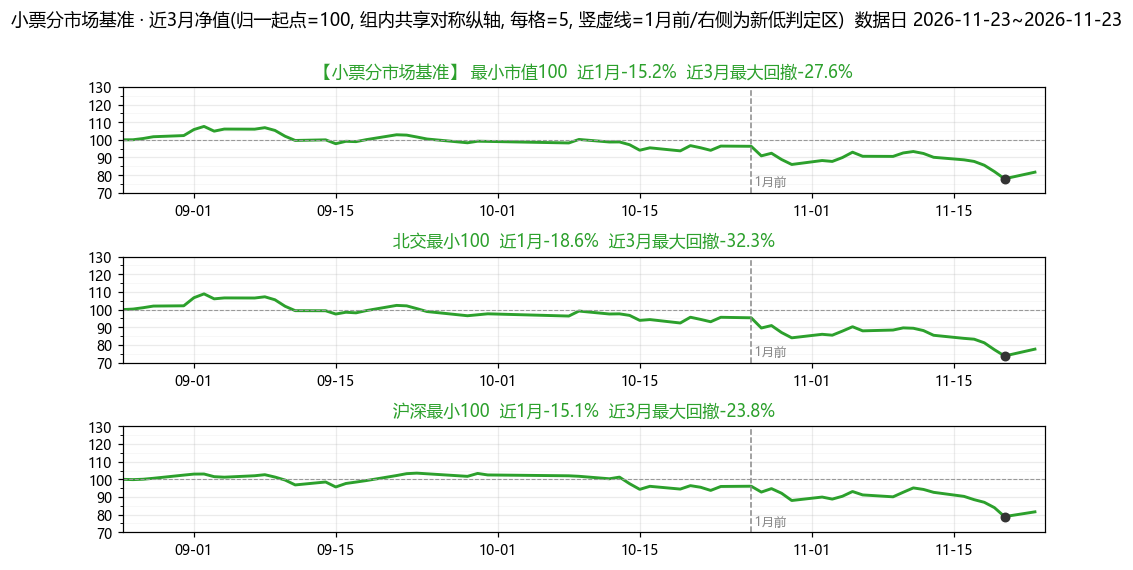 小票分市场基准 · 近3月净值(归一起点=100, 组内共享对称纵轴, 每格=5, 竖虚线=1月前/右侧为新低判定区)  数据日 2026-11-23~2026-11-23
【小票分市场基准】 最小市值100  近1月-15.2%  近3月最大回撤-27.6%
130
120
110
100
90
80
70
1月前
09-01 09-15 10-01 10-15 11-01 11-15
北交最小100  近1月-18.6%  近3月最大回撤-32.3%
130
120
110
100
90
80
70
1月前
09-01 09-15 10-01 10-15 11-01 11-15
沪深最小100  近1月-15.1%  近3月最大回撤-23.8%
130
120
110
100
90
80
70
1月前
09-01 09-15 10-01 10-15 11-01 11-15